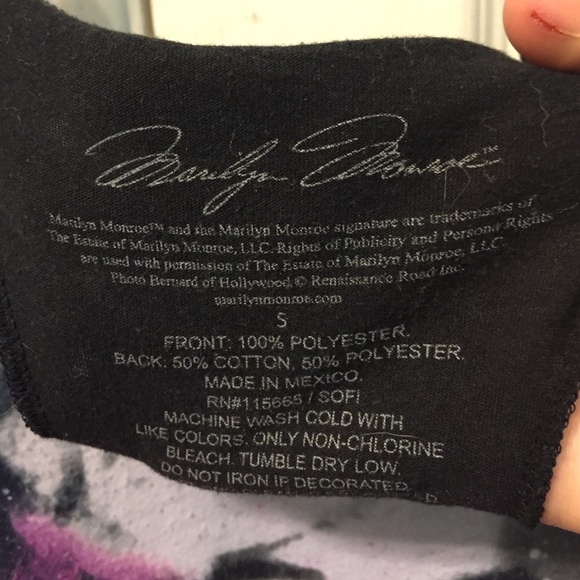 Marilyn Monroe™
Marilyn Monroe™ and the Marilyn Monroe signature are trademarks of
The Estate of Marilyn Monroe, LLC. Rights of Publicity and Persona Rights
are used with permission of The Estate of Marilyn Monroe, LLC.
Photo Bernard of Hollywood, © Renaissance Road Inc.
marilynmonroe.com
S
FRONT: 100% POLYESTER.
BACK: 50% COTTON, 50% POLYESTER.
MADE IN MEXICO.
RN#115665 / SOFI
MACHINE WASH COLD WITH
LIKE COLORS. ONLY NON-CHLORINE
BLEACH. TUMBLE DRY LOW.
DO NOT IRON IF DECORATED.